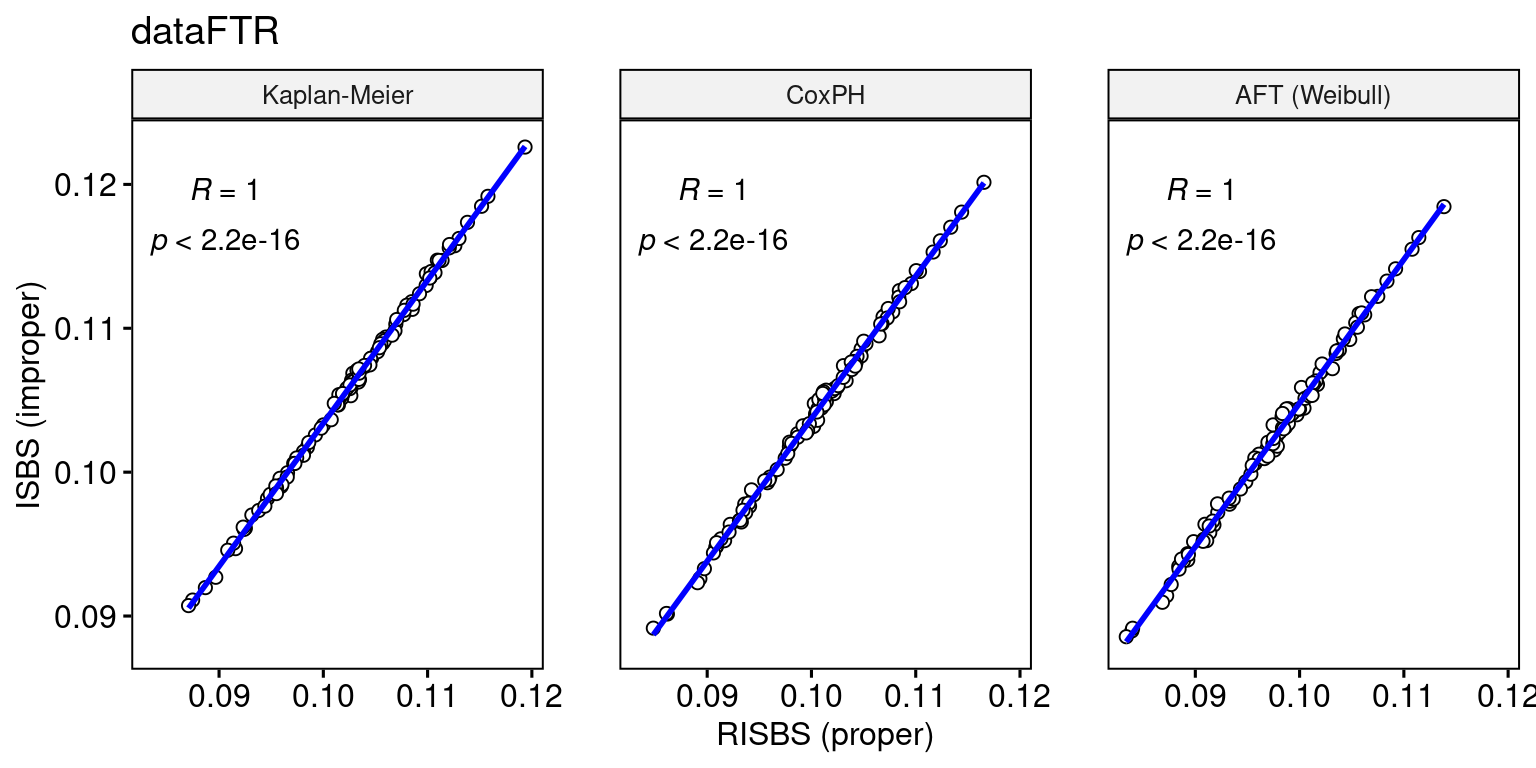 dataFTR
Kaplan-Meier
CoxPH
AFT (Weibull)
R = 1
p < 2.2e-16
R = 1
p < 2.2e-16
R = 1
p < 2.2e-16
0.12
0.11
0.10
0.09
ISBS (improper)
0.09 0.10 0.11 0.12
0.09 0.10 0.11 0.12
0.09 0.10 0.11 0.12
RISBS (proper)